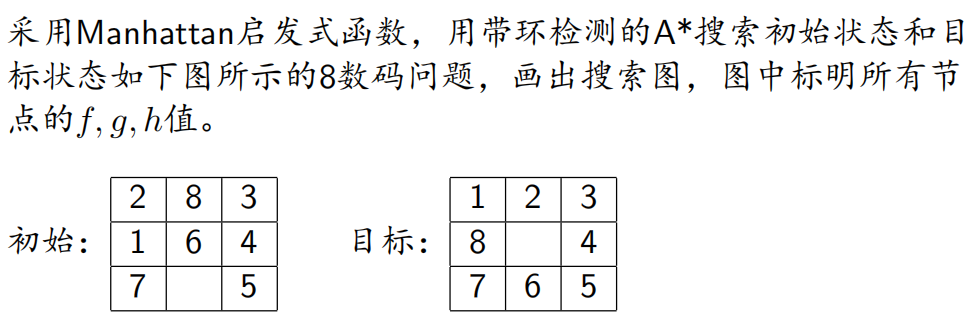 采用Manhattan启发式函数，用带环检测的A*搜索初始状态和目
标状态如下图所示的8数码问题，画出搜索图，图中标明所有节
点的f, g, h值。
2 8 3 1 2 3
初始： 1 6 4 目标： 8 4
7 5 7 6 5